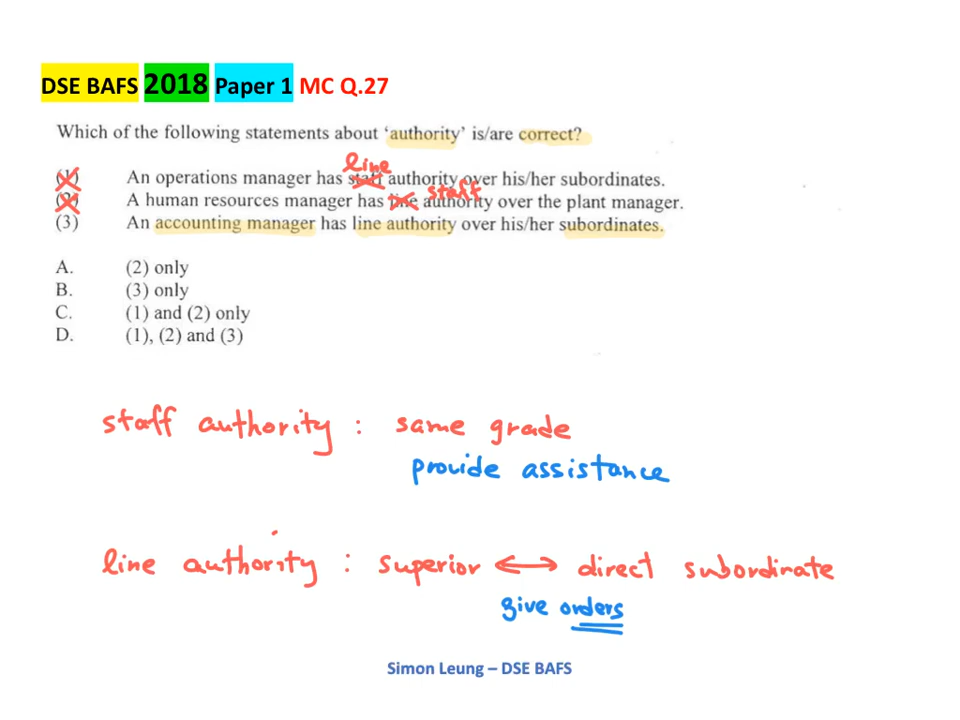 DSE BAFS 2018 Paper 1 MC Q.27
Which of the following statements about ‘authority’ is/are correct?
line
(1) An operations manager has staff authority over his/her subordinates.
staff
(2) A human resources manager has line authority over the plant manager.
(3) An accounting manager has line authority over his/her subordinates.
A. (2) only
B. (3) only
C. (1) and (2) only
D. (1), (2) and (3)
staff authority : same grade
provide assistance
line authority : superior ⟷ direct subordinate
give orders
Simon Leung – DSE BAFS